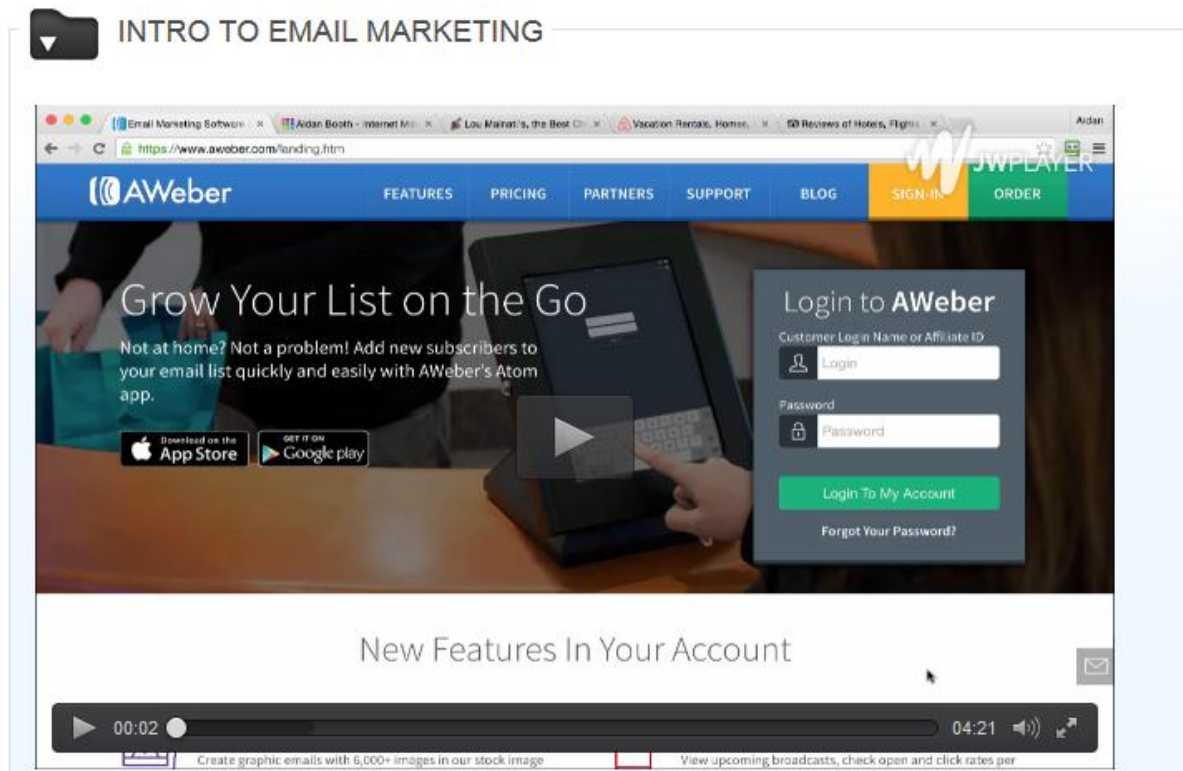 INTRO TO EMAIL MARKETING
Email Marketing Software
Aidan Booth - Internet
Lou Malnati's, the Best
Vacation Rentals, Homes,
Reviews of Hotels, Flights
Aidan
https://www.aweber.com/landing.htm
JWPLAYER
AWeber
FEATURES
PRICING
PARTNERS
SUPPORT
BLOG
SIGN-IN
ORDER
Grow Your List on the Go
Not at home? Not a problem! Add new subscribers to
your email list quickly and easily with AWeber's Atom
app.
Download on the
App Store
GET IT ON
Google play
Login to AWeber
Customer Login Name or Affiliate ID
Login
Password
Password
Login To My Account
Forgot Your Password?
New Features In Your Account
00:02
04:21
Create graphic emails with 6,000+ images in our stock image
View upcoming broadcasts, check open and click rates per